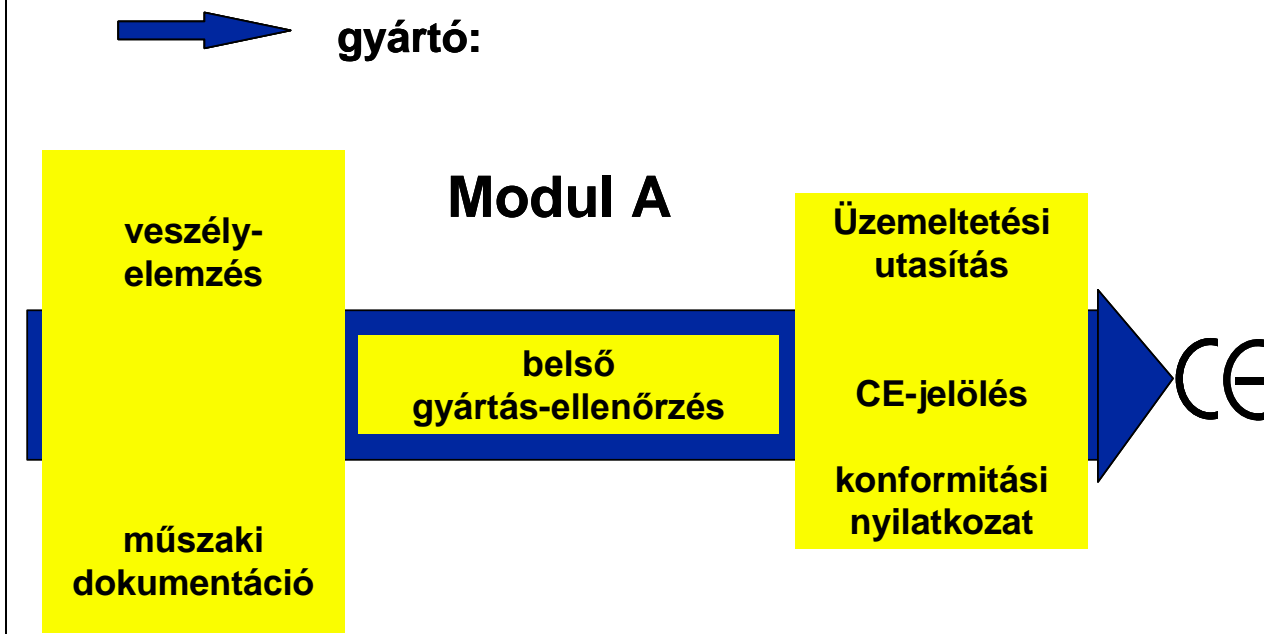 gyártó:
Modul A
veszély-
elemzés
műszaki
dokumentáció
belső
gyártás-ellenőrzés
Üzemeltetési
utasítás
CE-jelölés
konformitási
nyilatkozat
CE